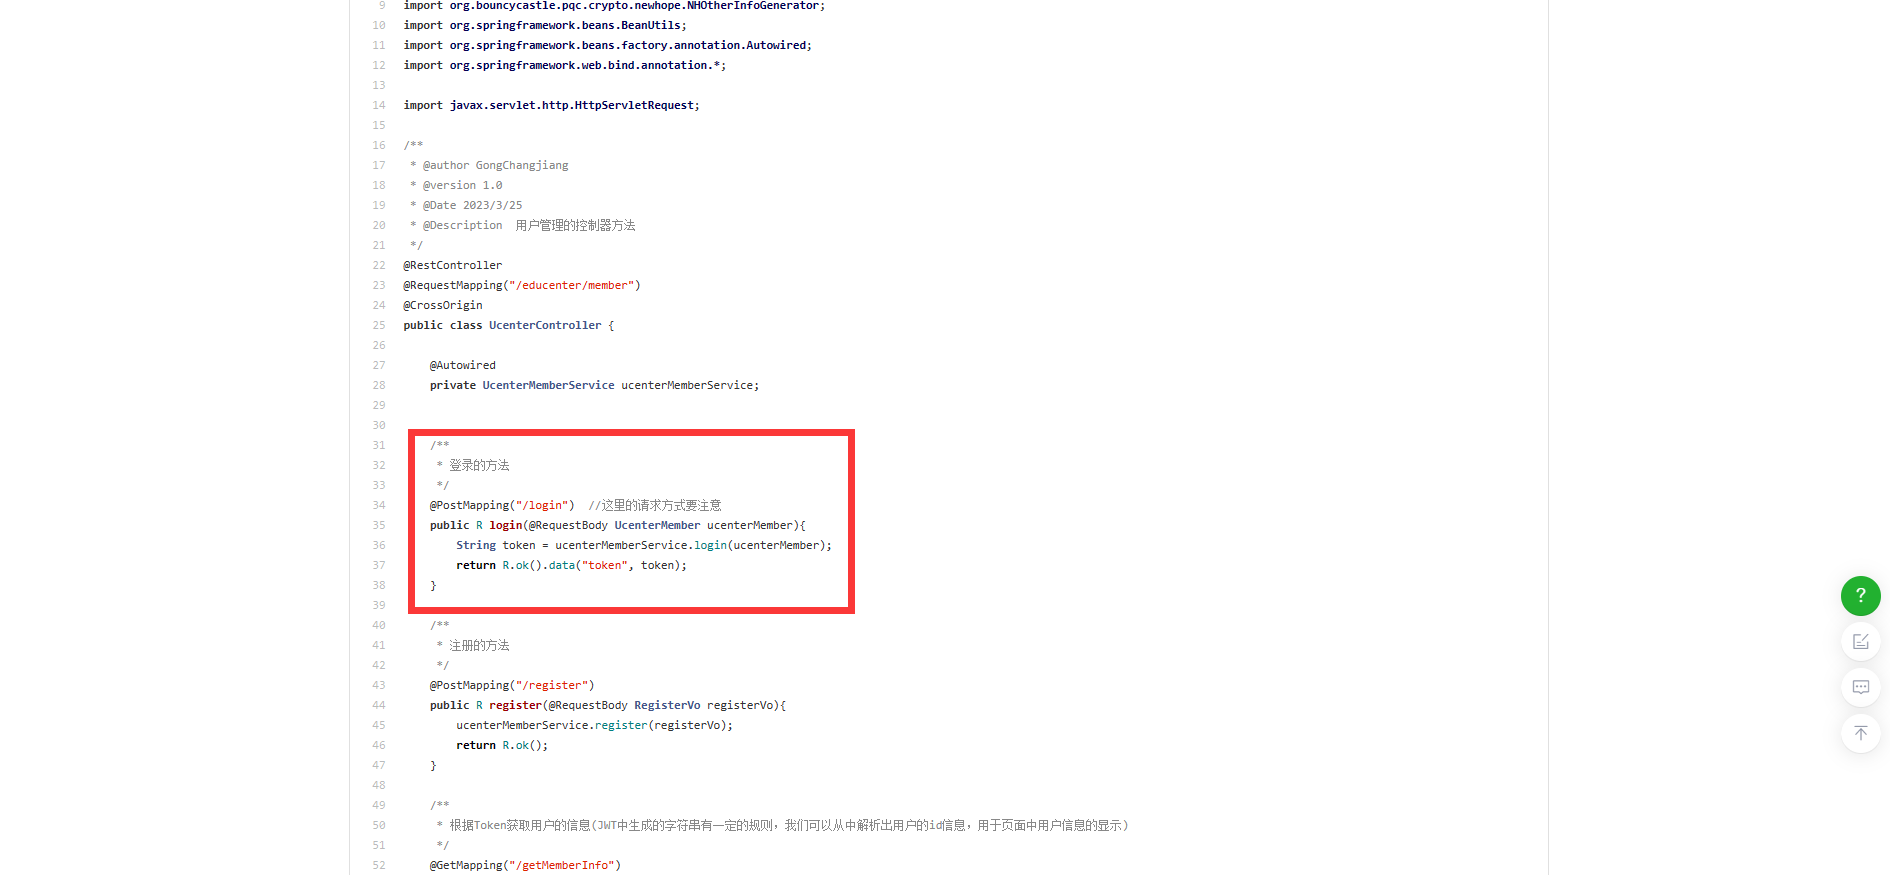 9 import org.bouncycastle.pqc.crypto.newhope.NHOtherInfoGenerator;
10 import org.springframework.beans.BeanUtils;
11 import org.springframework.beans.factory.annotation.Autowired;
12 import org.springframework.web.bind.annotation.*;
13
14 import javax.servlet.http.HttpServletRequest;
15
16 /**
17 * @author GongChangjiang
18 * @version 1.0
19 * @Date 2023/3/25
20 * @Description 用户管理的控制器方法
21 */
22 @RestController
23 @RequestMapping("/educenter/member")
24 @CrossOrigin
25 public class UcenterController {
26
27 @Autowired
28 private UcenterMemberService ucenterMemberService;
29
30
31 /**
32 * 登录的方法
33 */
34 @PostMapping("/login") //这里的请求方式要注意
35 public R login(@RequestBody UcenterMember ucenterMember){
36 String token = ucenterMemberService.login(ucenterMember);
37 return R.ok().data("token", token);
38 }
39
40 /**
41 * 注册的方法
42 */
43 @PostMapping("/register")
44 public R register(@RequestBody RegisterVo registerVo){
45 ucenterMemberService.register(registerVo);
46 return R.ok();
47 }
48
49 /**
50 * 根据Token获取用户的信息(JWT中生成的字符串有一定的规则，我们可以从中解析出用户的id信息，用于页面中用户信息的显示)
51 */
52 @GetMapping("/getMemberInfo")
?